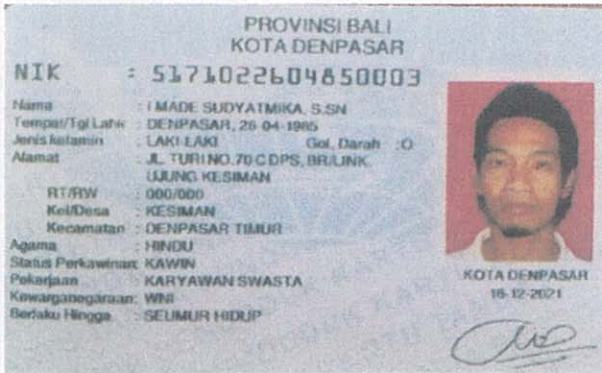 PROVINSI BALI
KOTA DENPASAR
NIK : 5171022604850003
Nama : I MADE SUDYATMIKA, S.SN
Tempat/Tgl Lahir : DENPASAR, 26-04-1985
Jenis kelamin : LAKI-LAKI Gol. Darah : O
Alamat : JL. TURI NO.70 C DPS, BR/LINK.
UJUNG KESIMAN
RT/RW : 000/000
Kel/Desa : KESIMAN
Kecamatan : DENPASAR TIMUR
Agama : HINDU
Status Perkawinan: KAWIN
Pekerjaan : KARYAWAN SWASTA
Kewarganegaraan: WNI
Berlaku Hingga : SEUMUR HIDUP
KOTA DENPASAR
16-12-2021